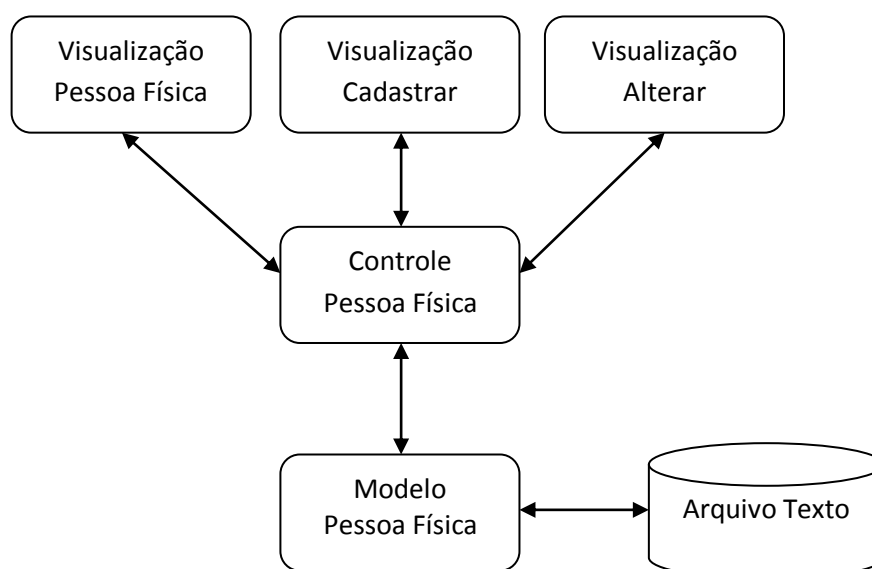 Visualização
Pessoa Física
Visualização
Cadastrar
Visualização
Alterar
Controle
Pessoa Física
Modelo
Pessoa Física
Arquivo Texto